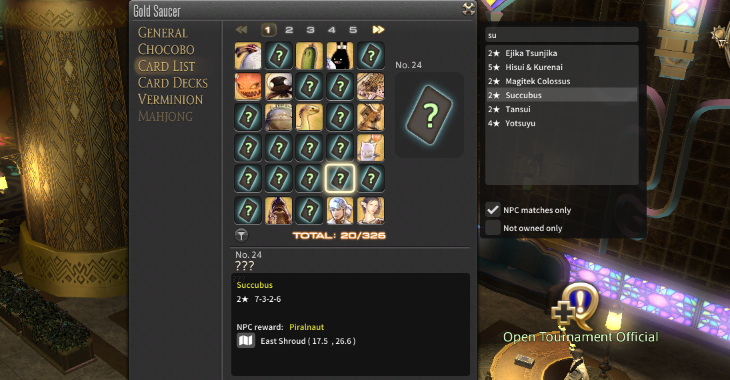 Gold Saucer
GENERAL
CHOCOBO
CARD LIST
CARD DECKS
VERMINION
MAHJONG
1 2 3 4 5
No. 24
?
TOTAL: 20/326
No. 24
???
Succubus
2★ 7-3-2-6
NPC reward: Piralnaut
East Shroud ( 17.5 , 26.6 )
su
2★ Ejika Tsunjika
5★ Hisui & Kurenai
2★ Magitek Colossus
2★ Succubus
2★ Tansui
4★ Yotsuyu
NPC matches only
Not owned only
Open Tournament Official